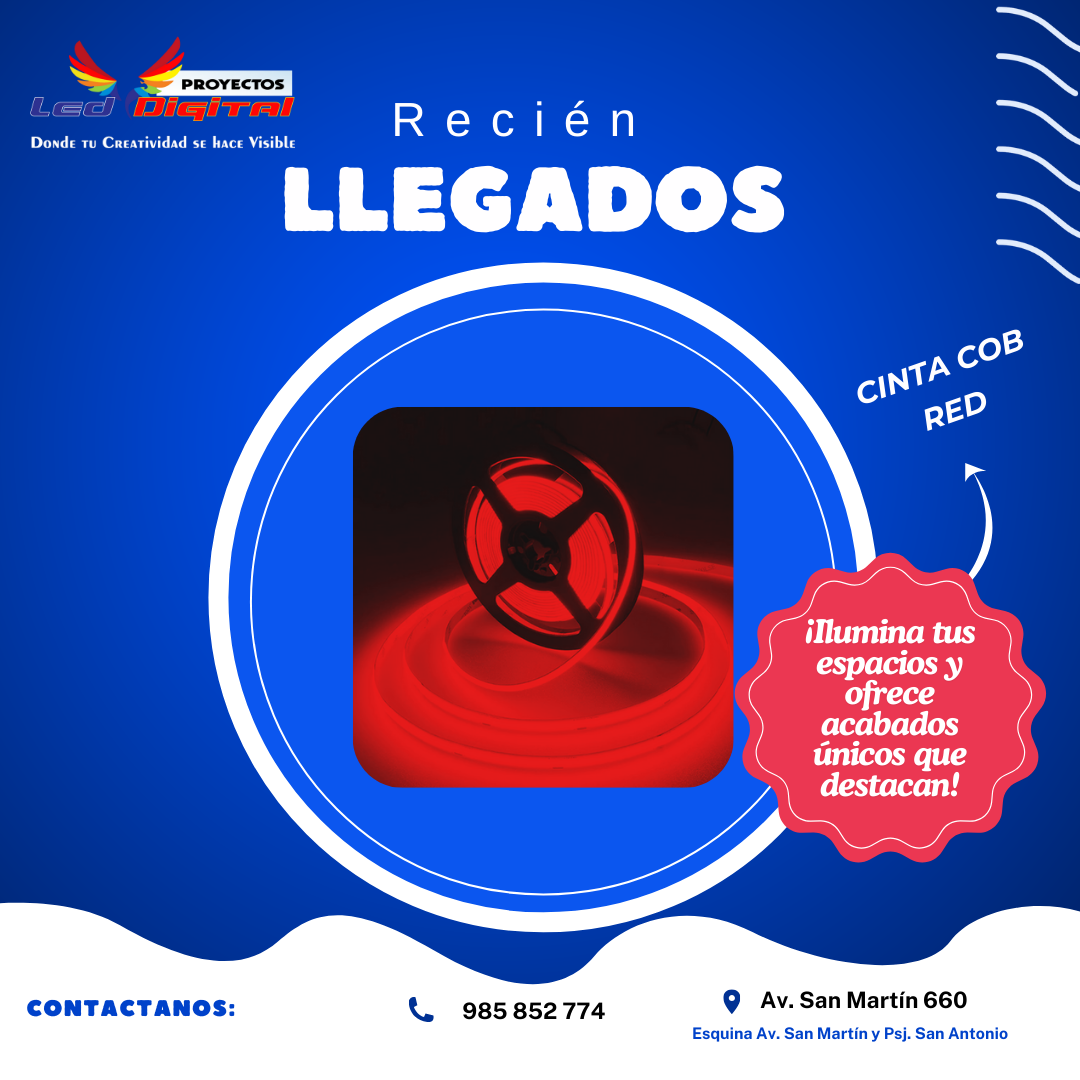 PROYECTOS
Led Digital
Donde tu Creatividad se hace Visible
Recién
LLEGADOS
CINTA COB
RED
¡Ilumina tus
espacios y
ofrece
acabados
únicos que
destacan!
CONTACTANOS:
985 852 774
Av. San Martín 660
Esquina Av. San Martín y Psj. San Antonio